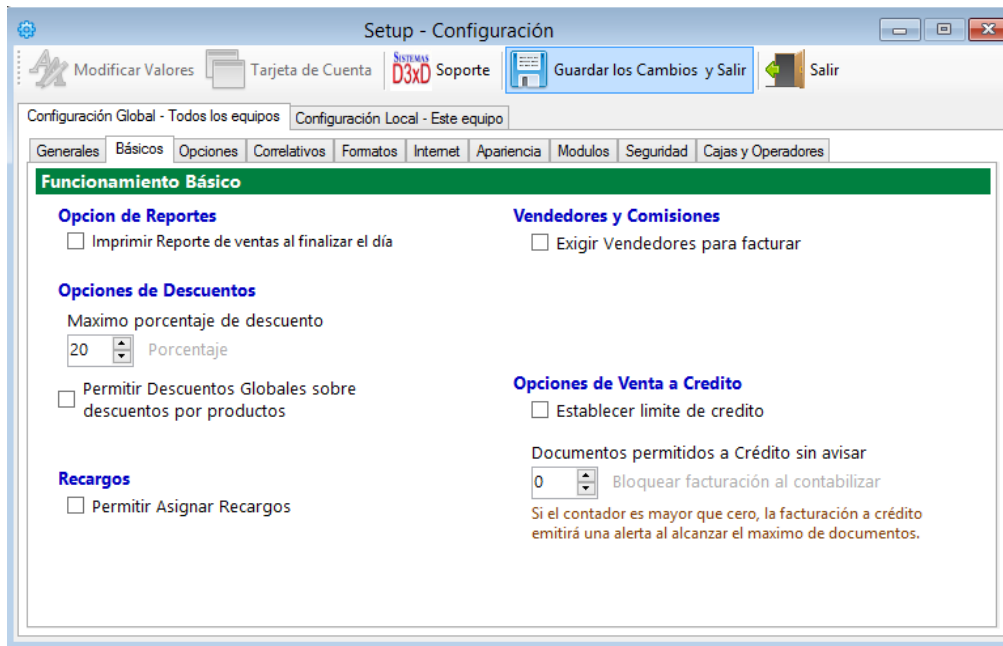 Setup - Configuración
Modificar Valores Tarjeta de Cuenta SISTEMAS D3xD Soporte Guardar los Cambios y Salir Salir
Configuración Global - Todos los equipos Configuración Local - Este equipo
Generales Básicos Opciones Correlativos Formatos Internet Apariencia Modulos Seguridad Cajas y Operadores
Funcionamiento Básico
Opcion de Reportes
Imprimir Reporte de ventas al finalizar el día
Opciones de Descuentos
Maximo porcentaje de descuento
20 Porcentaje
Permitir Descuentos Globales sobre
descuentos por productos
Recargos
Permitir Asignar Recargos
Vendedores y Comisiones
Exigir Vendedores para facturar
Opciones de Venta a Credito
Establecer limite de credito
Documentos permitidos a Crédito sin avisar
0 Bloquear facturación al contabilizar
Si el contador es mayor que cero, la facturación a crédito
emitirá una alerta al alcanzar el maximo de documentos.